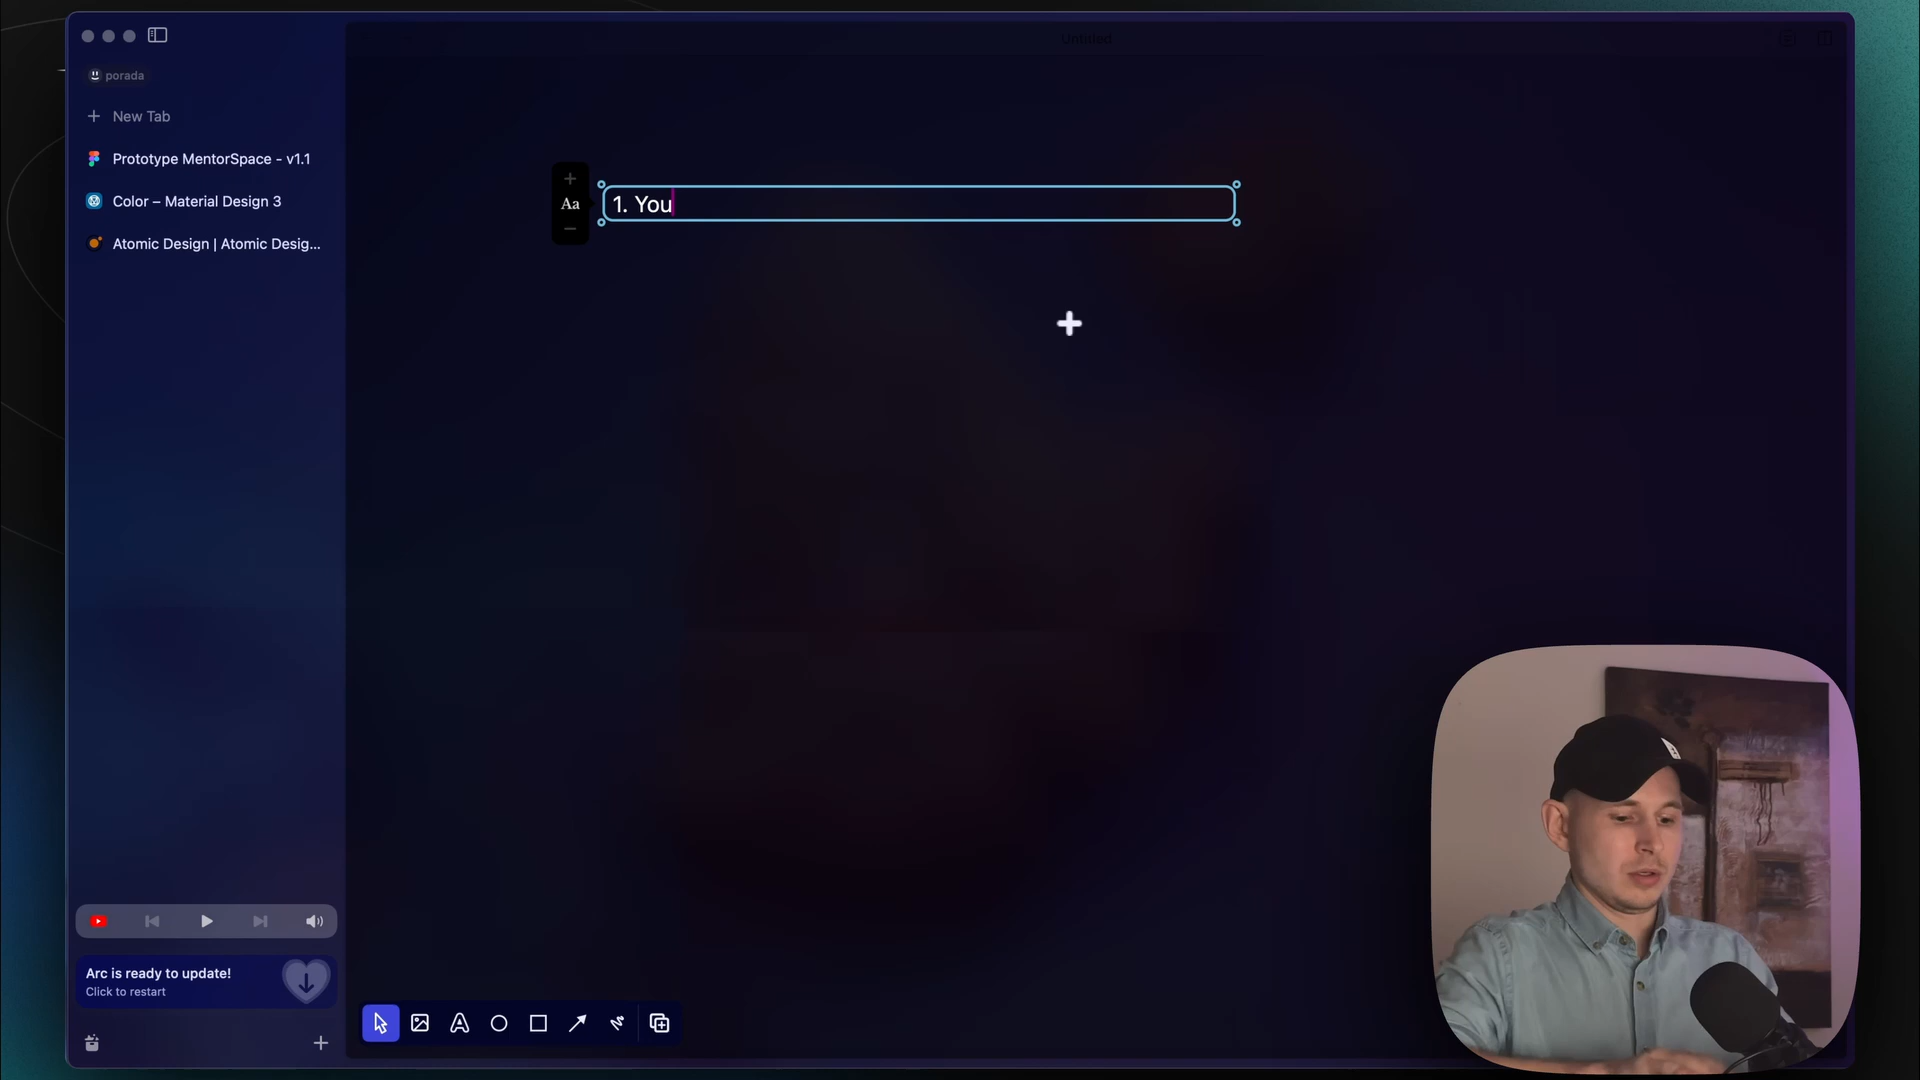 Untitled
porada
New Tab
Prototype MentorSpace - v1.1
Color – Material Design 3
Atomic Design | Atomic Desig...
Aa
1. You
Arc is ready to update!
Click to restart